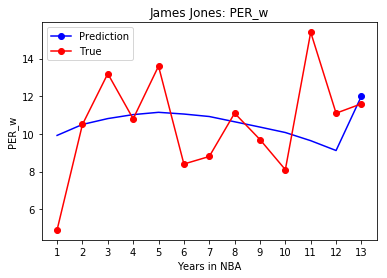 James Jones: PER_w
Prediction
True
PER_w
14
12
10
8
6
1 2 3 4 5 6 7 8 9 10 11 12 13
Years in NBA